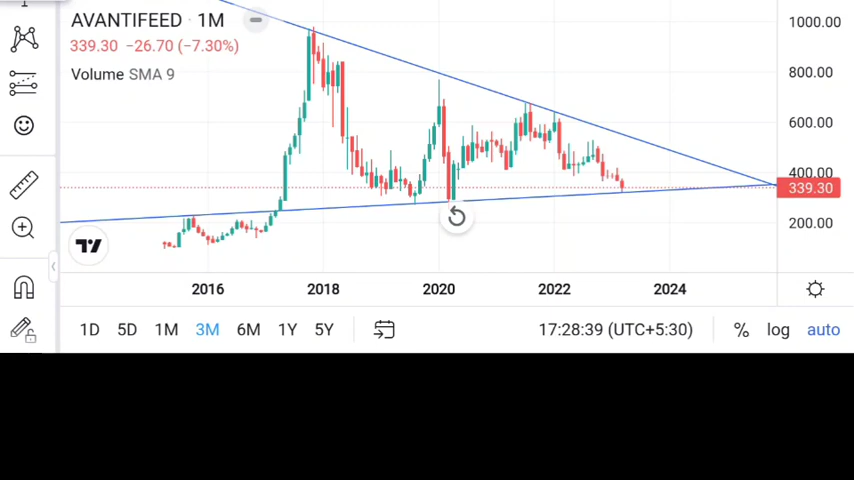 AVANTIFEED · 1M
339.30 −26.70 (−7.30%)
Volume SMA 9
1000.00
800.00
600.00
400.00
339.30
200.00
2016 2018 2020 2022 2024
1D 5D 1M 3M 6M 1Y 5Y 17:28:39 (UTC+5:30) % log auto